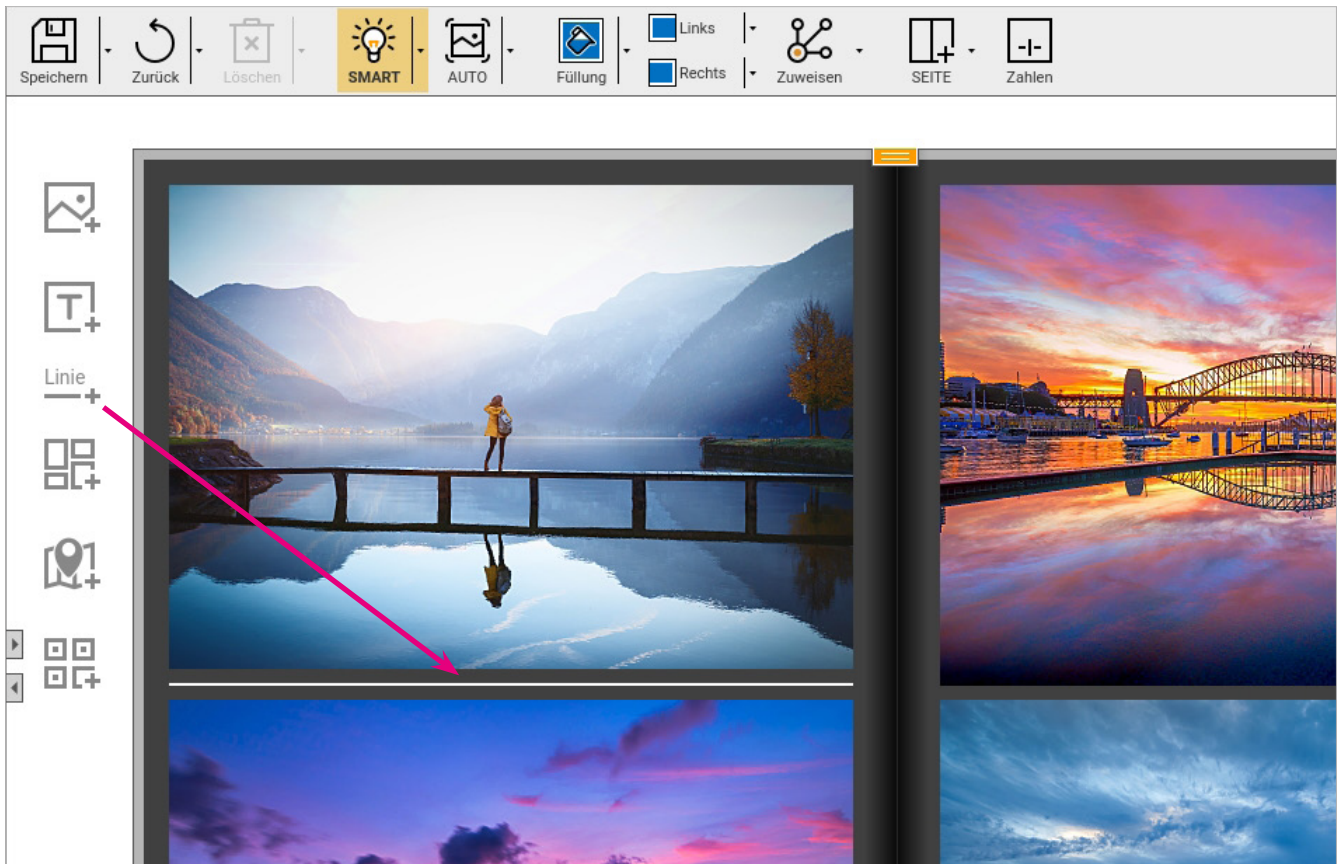 Speichern
Zurück
Löschen
SMART
AUTO
Füllung
Links
Rechts
Zuweisen
SEITE
-I-
Zahlen
T
Linie